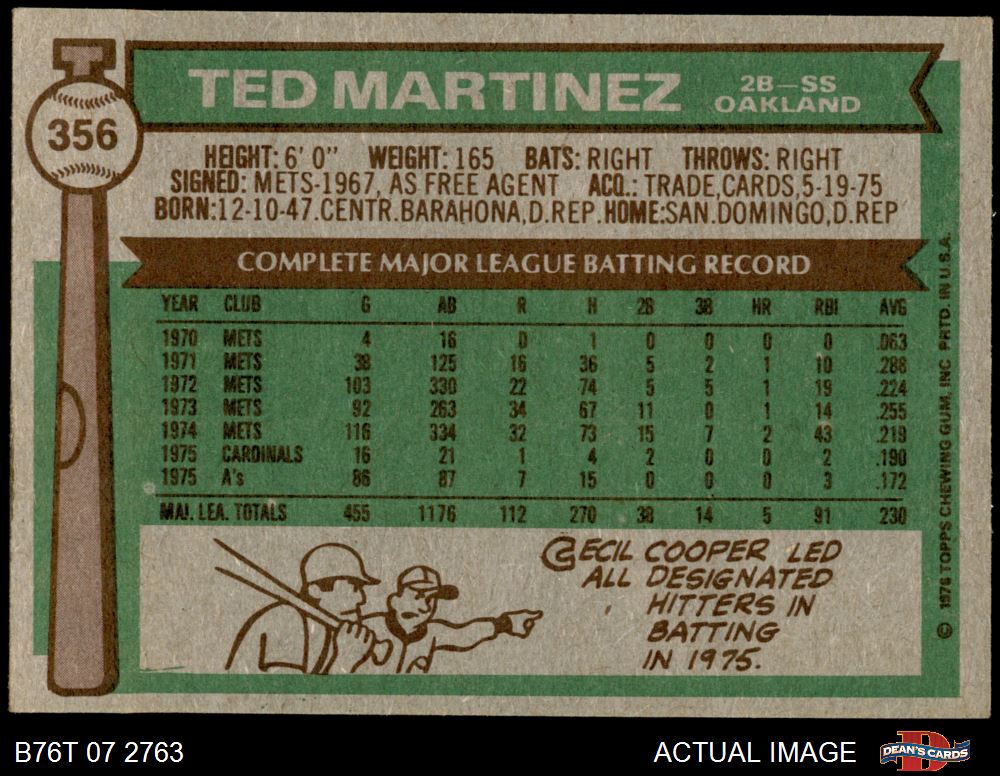 356
TED MARTINEZ 2B—SS
OAKLAND
HEIGHT: 6' 0" WEIGHT: 165 BATS: RIGHT THROWS: RIGHT
SIGNED: METS-1967, AS FREE AGENT ACQ.: TRADE,CARDS,5-19-75
BORN:12-10-47.CENTR.BARAHONA,D.REP.HOME:SAN.DOMINGO,D.REP
COMPLETE MAJOR LEAGUE BATTING RECORD
YEAR CLUB G AB R H 2B 3B HR RBI AVG
1970 METS 4 16 0 1 0 0 0 0 .063
1971 METS 38 125 16 36 5 2 1 10 .288
1972 METS 103 330 22 74 5 5 1 19 .224
1973 METS 92 263 34 67 11 0 1 14 .255
1974 METS 116 334 32 73 15 7 2 43 .219
1975 CARDINALS 16 21 1 4 2 0 0 2 .190
1975 A's 86 87 7 15 0 0 0 3 .172
MAJ. LEA. TOTALS 455 1176 112 270 38 14 5 91 230
CECIL COOPER LED
ALL DESIGNATED
HITTERS IN
BATTING
IN 1975.
© 1976 TOPPS CHEWING GUM, INC PRTD. IN U.S.A.
B76T 07 2763
ACTUAL IMAGE
D
DEAN'S CARDS